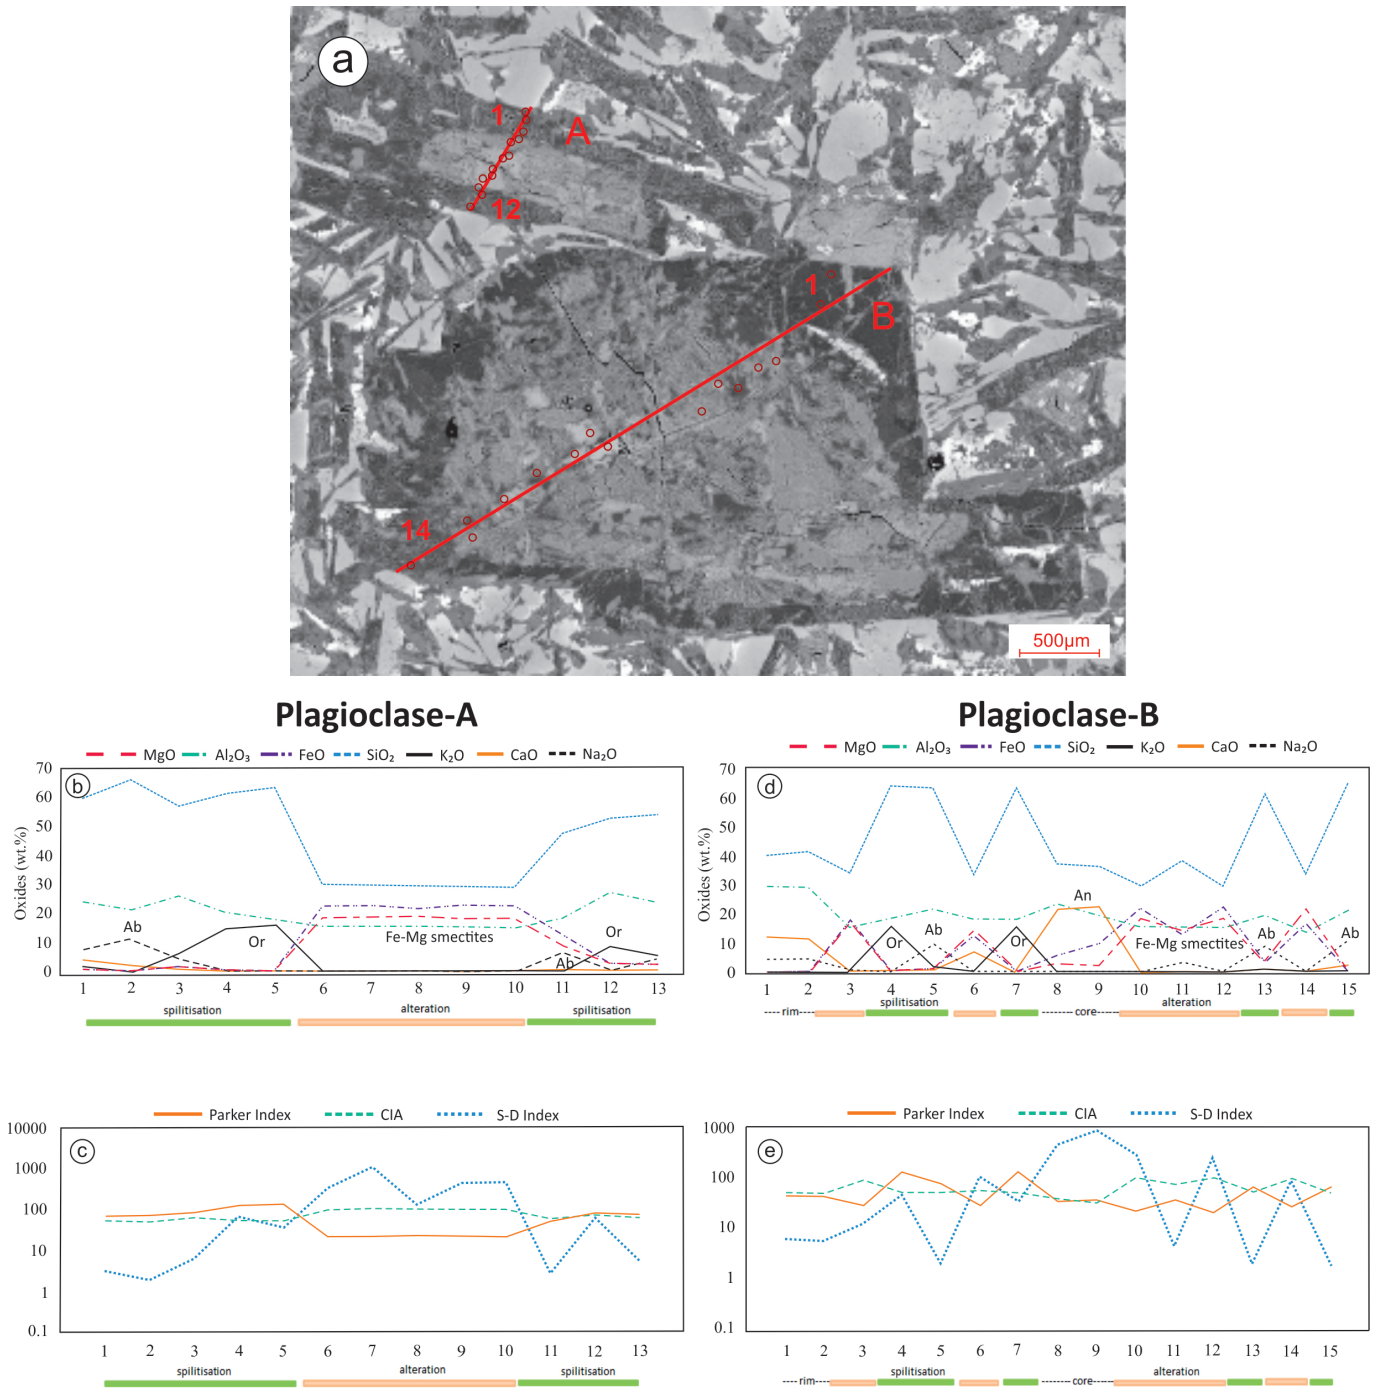 a
1
A
12
1
B
14
500µm
Plagioclase-A
Plagioclase-B
MgO Al₂O₃ FeO SiO₂ K₂O CaO Na₂O
MgO Al₂O₃ FeO SiO₂ K₂O CaO Na₂O
b
Oxides (wt.%)
70
60
50
40
30
20
10
0
Ab
Or
Fe-Mg smectites
Or
Ab
1 2 3 4 5 6 7 8 9 10 11 12 13
spilitisation alteration spilitisation
d
Oxides (wt.%)
70
60
50
40
30
20
10
0
An
Or
Ab
Or
Fe-Mg smectites
Ab
Ab
1 2 3 4 5 6 7 8 9 10 11 12 13 14 15
spilitisation alteration
rim core
Parker Index CIA S-D Index
Parker Index CIA S-D Index
c
10000
1000
100
10
1
0.1
1 2 3 4 5 6 7 8 9 10 11 12 13
spilitisation alteration spilitisation
e
1000
100
10
1
0.1
1 2 3 4 5 6 7 8 9 10 11 12 13 14 15
spilitisation alteration
rim core